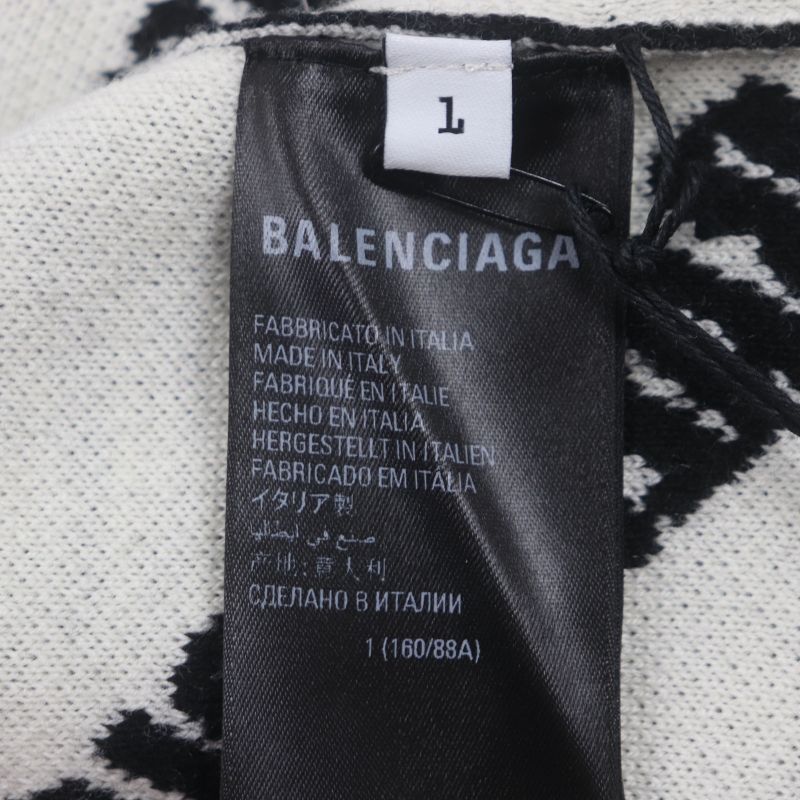 1
BALENCIAGA
FABBRICATO IN ITALIA
MADE IN ITALY
FABRIQUÉ EN ITALIE
HECHO EN ITALIA
HERGESTELLT IN ITALIEN
FABRICADO EM ITÁLIA
イタリア製
صنع في إيطاليا
产地: 意大利
СДЕЛАНО В ИТАЛИИ
1 (160/88A)